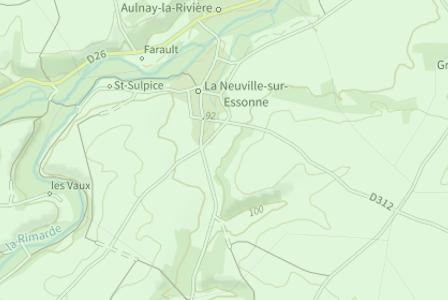 Aulnay-la-Rivière
D26
Farault
St-Sulpice
La Neuville-sur-
Essonne
92
les Vaux
D312
100
la Rimarde
Gr